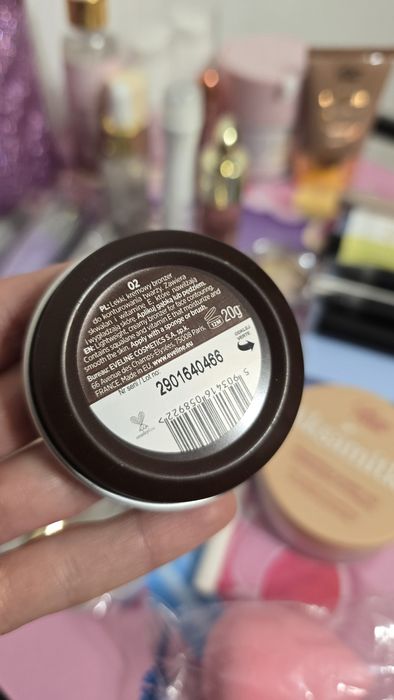 02
PL: Lekki, kremowy bronzer
do konturowania twarzy. Zawiera
skwalan i witaminę E, które nawilżają
i wygładzają skórę. Aplikuj gąbką lub pędzlem.
EN: Lightweight, creamy bronzer for face contouring.
Contains squalane and vitamin E that moisturize and
smooth the skin. Apply with a sponge or brush.
Bureau: EVELINE COSMETICS S.A. sp.k.
66 Avenue des Champs Elysées, 75008 Paris,
FRANCE. Made in EU. www.eveline.eu
12M
20g
ODKLEJ
Nr serii / Lot no:
2901640466
5 903416 058922